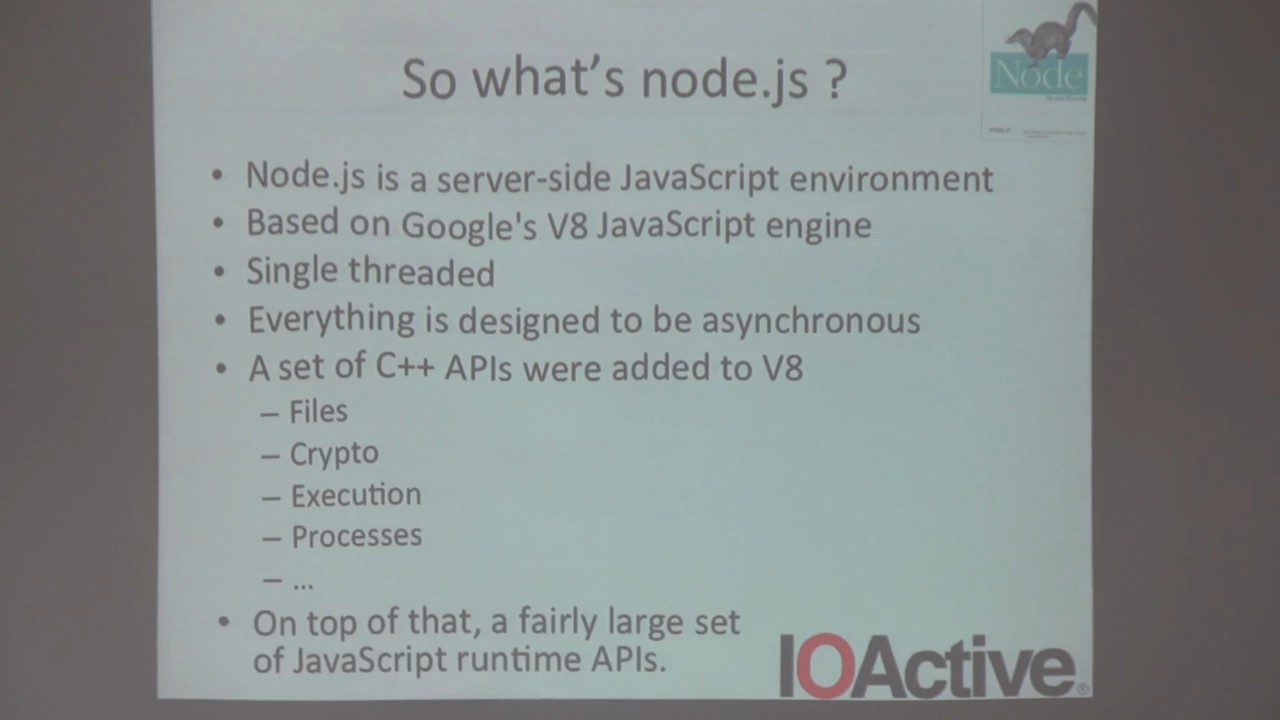 So what's node.js ?
Node
• Node.js is a server-side JavaScript environment
• Based on Google's V8 JavaScript engine
• Single threaded
• Everything is designed to be asynchronous
• A set of C++ APIs were added to V8
– Files
– Crypto
– Execution
– Processes
– ...
• On top of that, a fairly large set
of JavaScript runtime APIs.
IOActive®